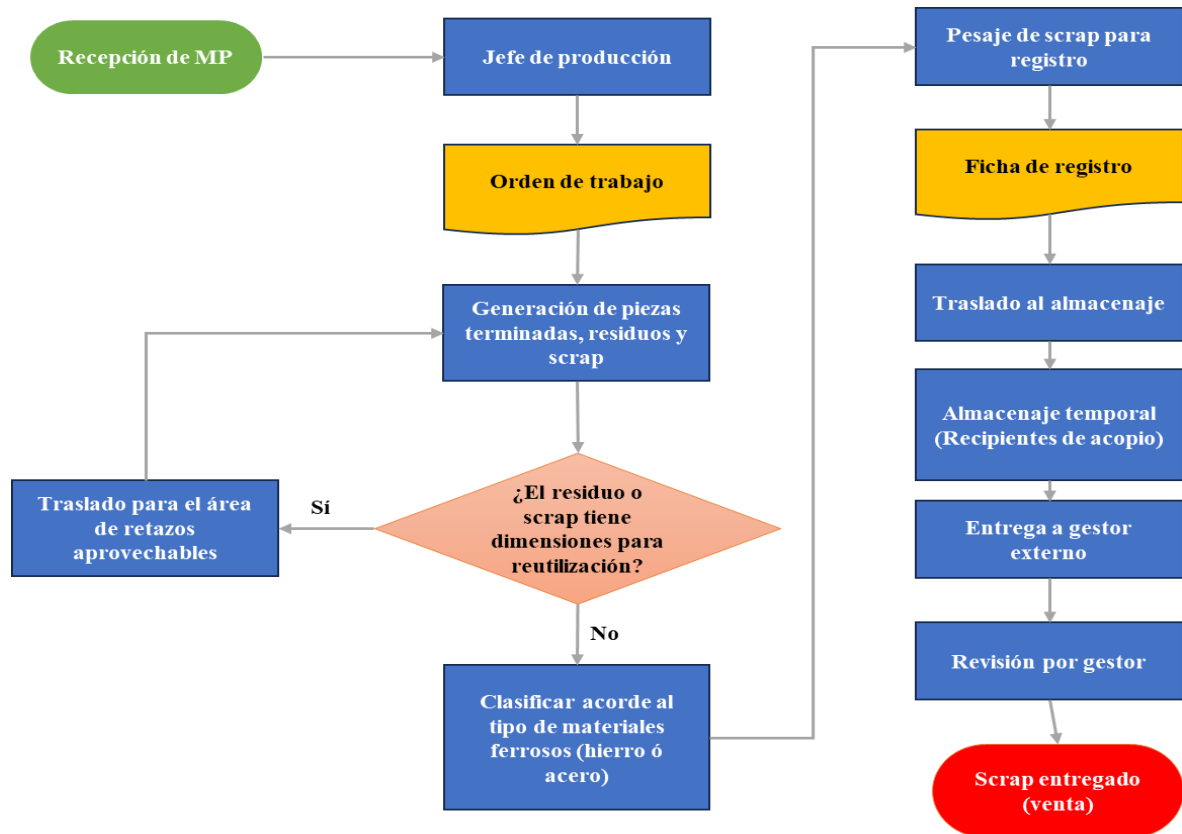 Recepción de MP
Jefe de producción
Orden de trabajo
Generación de piezas
terminadas, residuos y
scrap
¿El residuo o
scrap tiene
dimensiones para
reutilización?
Sí
Traslado para el área
de retazos
aprovechables
No
Clasificar acorde al
tipo de materiales
ferrosos (hierro ó
acero)
Pesaje de scrap para
registro
Ficha de registro
Traslado al almacenaje
Almacenaje temporal
(Recipientes de acopio)
Entrega a gestor
externo
Revisión por gestor
Scrap entregado
(venta)